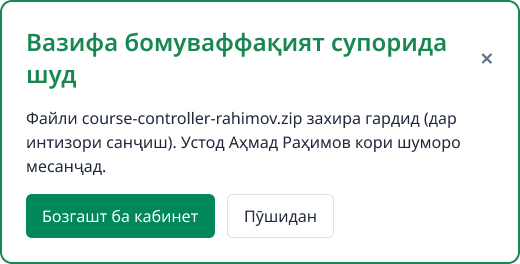 Вазифа бомуваффақият супорида
шуд
×
Файли course-controller-rahimov.zip захира гардид (дар
интизори санҷиш). Устод Аҳмад Раҳимов кори шуморо
месанҷад.
Бозгашт ба кабинет
Пӯшидан